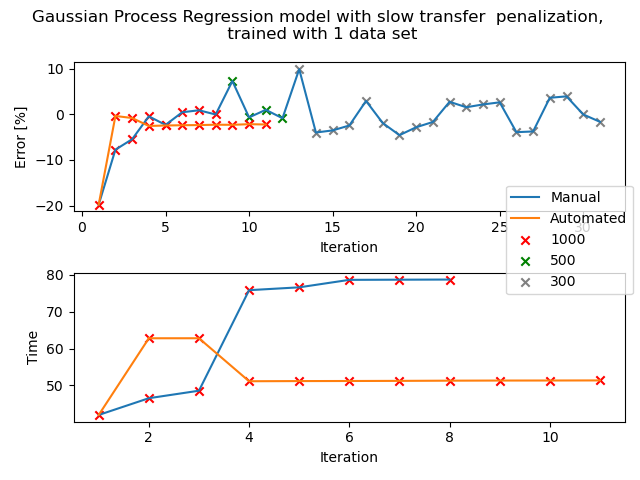 Gaussian Process Regression model with slow transfer  penalization,
trained with 1 data set
10
0
−10
−20
Error [%]
0 5 10 15 20 25 30
Iteration
Manual
Automated
1000
500
300
80
70
60
50
Time
2 4 6 8 10
Iteration